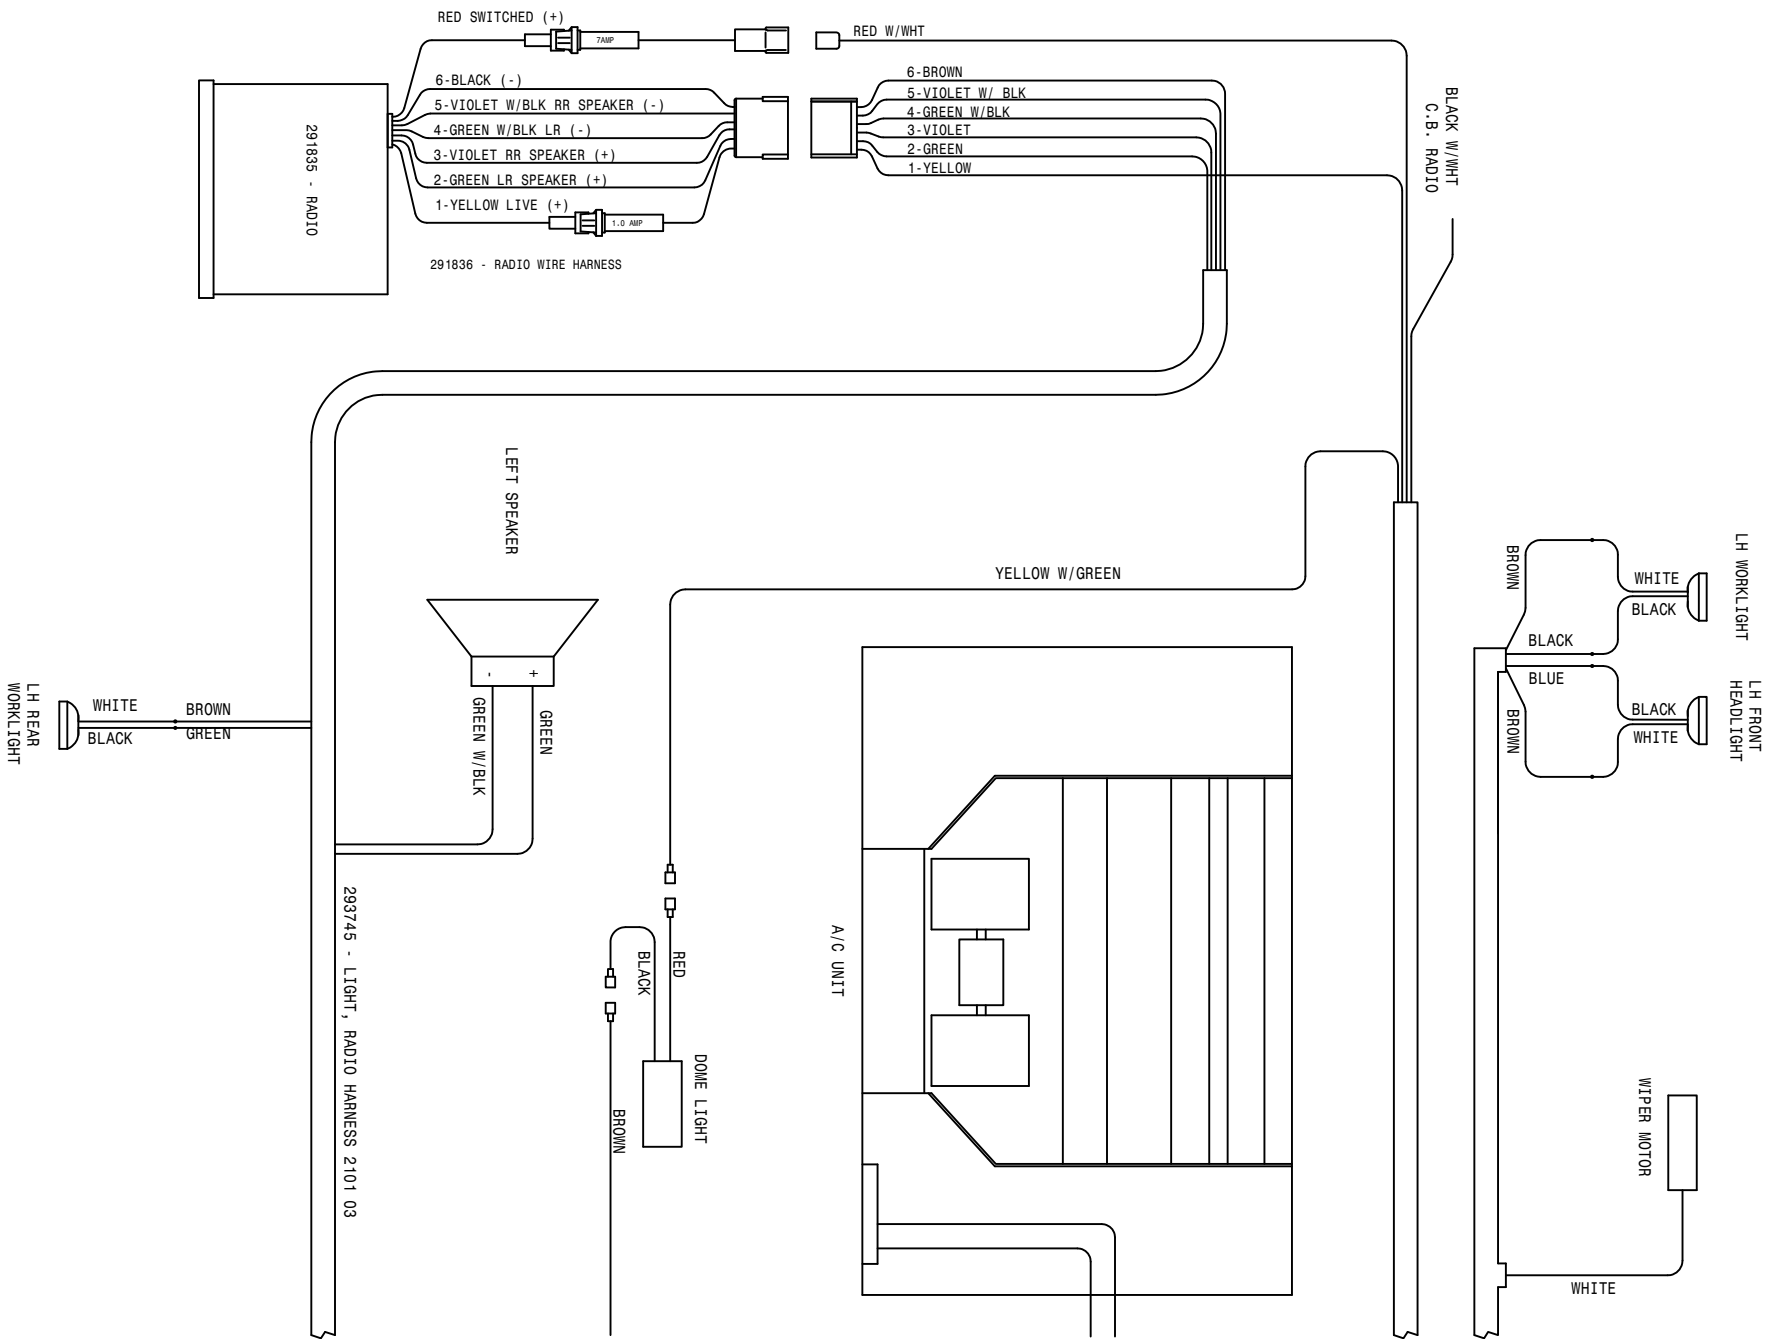 RED SWITCHED (+)
7AMP
RED W/WHT
6-BLACK (-)
5-VIOLET W/BLK RR SPEAKER (-)
4-GREEN W/BLK LR (-)
3-VIOLET RR SPEAKER (+)
2-GREEN LR SPEAKER (+)
1-YELLOW LIVE (+)
1.0 AMP
291835 - RADIO
291836 - RADIO WIRE HARNESS
6-BROWN
5-VIOLET W/ BLK
4-GREEN W/BLK
3-VIOLET
2-GREEN
1-YELLOW
BLACK W/WHT
C.B. RADIO
LEFT SPEAKER
-
+
GREEN
GREEN W/BLK
YELLOW W/GREEN
LH WORKLIGHT
BROWN
WHITE
BLACK
BLACK
BLUE
BROWN
BLACK
WHITE
LH FRONT
HEADLIGHT
LH REAR
WORKLIGHT
WHITE
BLACK
BROWN
GREEN
293745 - LIGHT, RADIO HARNESS 2101 03
RED
BLACK
DOME LIGHT
BROWN
A/C UNIT
WIPER MOTOR
WHITE